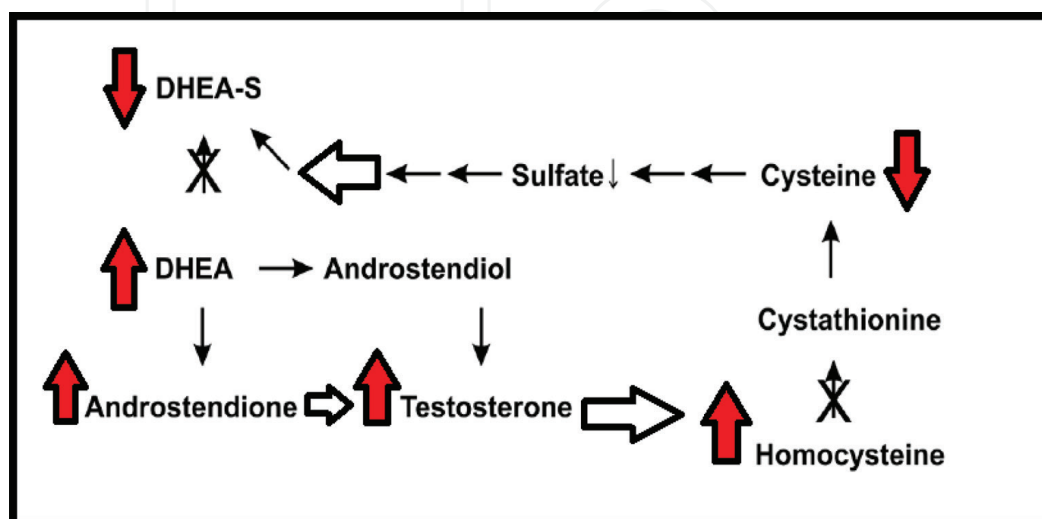 DHEA-S
Sulfate↓ Cysteine
DHEA Androstendiol
Cystathionine
Androstendione Testosterone
Homocysteine